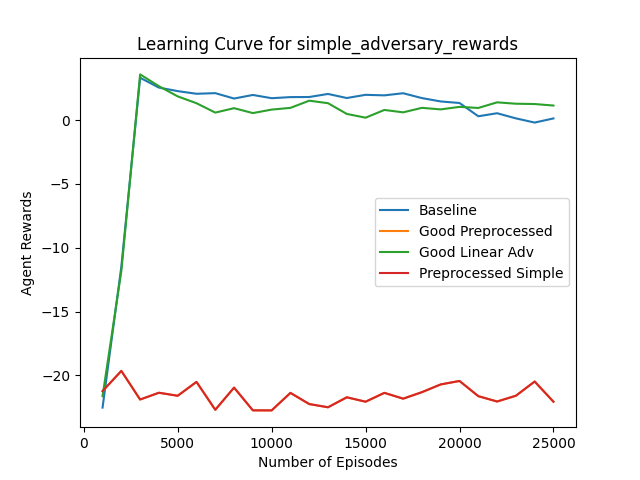 Learning Curve for simple_adversary_rewards
Agent Rewards
0
−5
−10
−15
−20
Baseline
Good Preprocessed
Good Linear Adv
Preprocessed Simple
0 5000 10000 15000 20000 25000
Number of Episodes